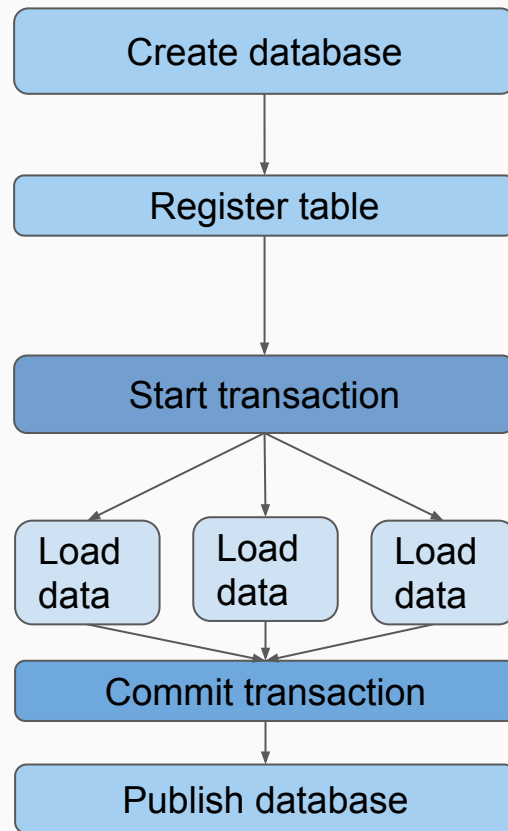 Create database
Register table
Start transaction
Load
data
Load
data
Load
data
Commit transaction
Publish database